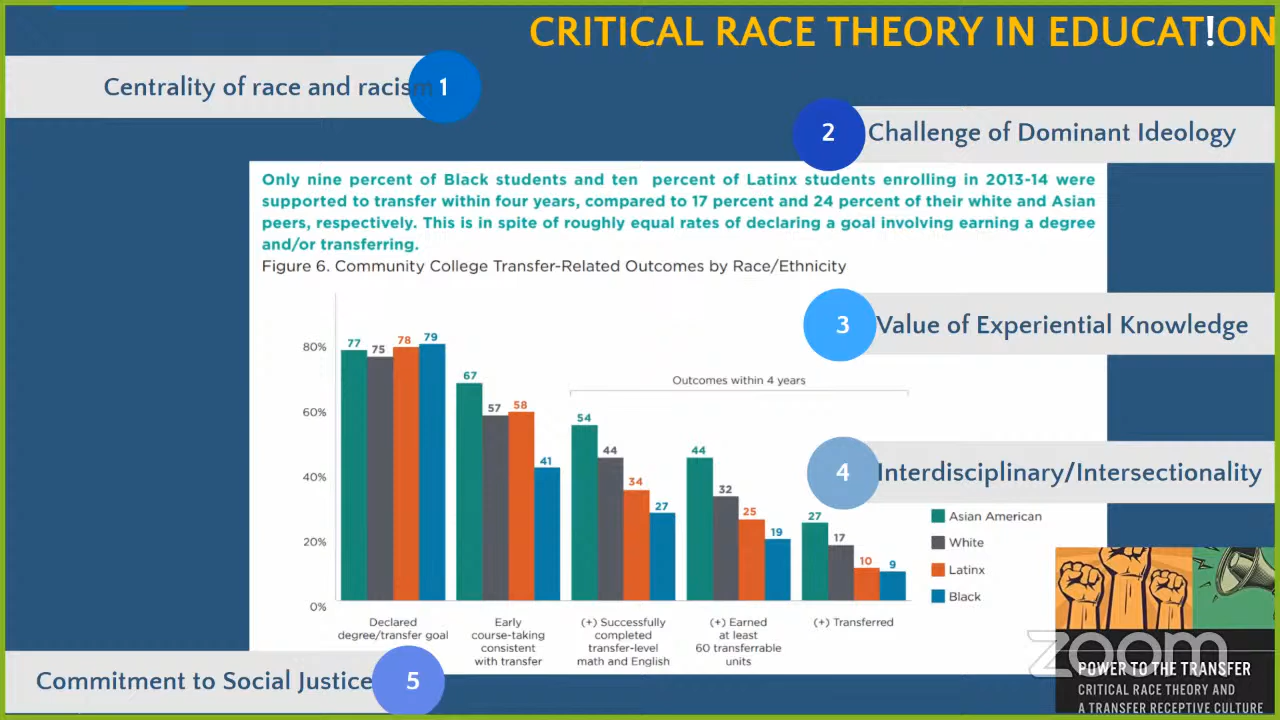 CRITICAL RACE THEORY IN EDUCAT!ON
Centrality of race and racism 1
2 Challenge of Dominant Ideology
Only nine percent of Black students and ten percent of Latinx students enrolling in 2013-14 were
supported to transfer within four years, compared to 17 percent and 24 percent of their white and Asian
peers, respectively. This is in spite of roughly equal rates of declaring a goal involving earning a degree
and/or transferring.
Figure 6. Community College Transfer-Related Outcomes by Race/Ethnicity
3 Value of Experiential Knowledge
80%
60%
40%
20%
0%
77 75 78 79
67 57 58 41
Outcomes within 4 years
54 44 34 27
44 32 25 19
27 17 10 9
4 Interdisciplinary/Intersectionality
Asian American
White
Latinx
Black
Declared
degree/transfer goal
Early
course-taking
consistent
with transfer
(+) Successfully
completed
transfer-level
math and English
(+) Earned
at least
60 transferrable
units
(+) Transferred
Commitment to Social Justice 5
zoom
POWER TO THE TRANSFER
CRITICAL RACE THEORY AND
A TRANSFER RECEPTIVE CULTURE